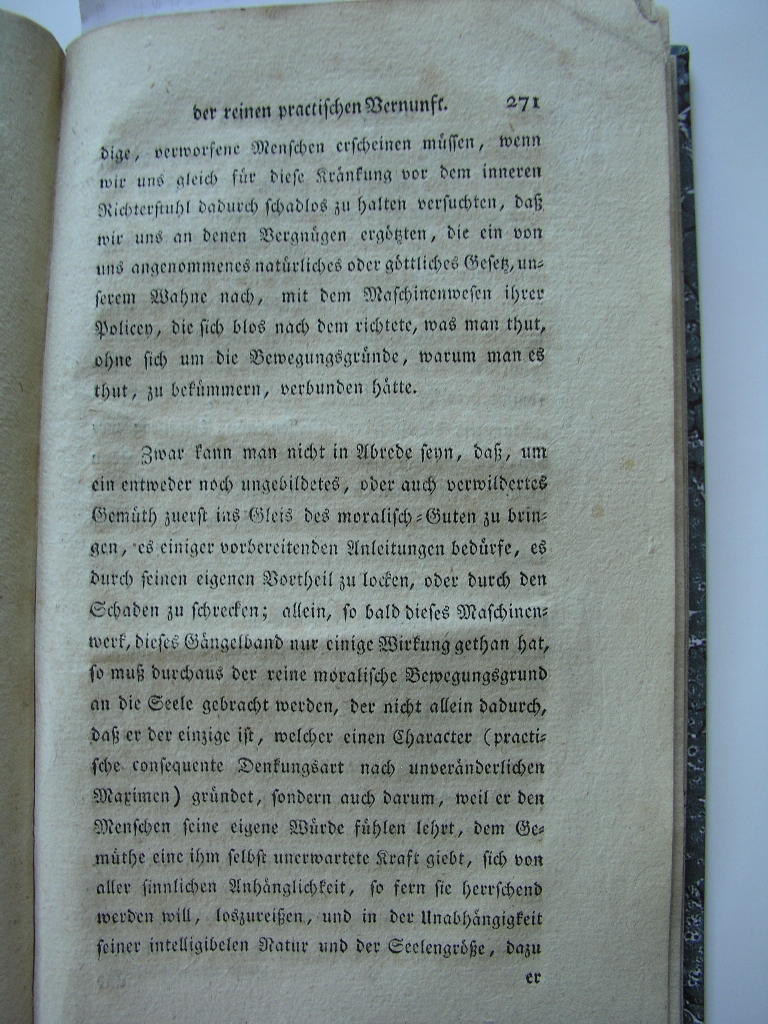 der reinen practischen Vernunft. 271
dige, verworfene Menschen erscheinen müssen, wenn
wir uns gleich für diese Kränkung vor dem inneren
Richterstuhl dadurch schadlos zu halten versuchten, daß
wir uns an denen Vergnügen ergötzten, die ein von
uns angenommenes natürliches oder göttliches Gesetz, un-
serem Wahne nach, mit dem Maschinenwesen ihrer
Policey, die sich blos nach dem richtete, was man thut,
ohne sich um die Bewegungsgründe, warum man es
thut, zu bekümmern, verbunden hätte.
Zwar kann man nicht in Abrede seyn, daß, um
ein entweder noch ungebildetes, oder auch verwildertes
Gemüth zuerst ins Gleis des moralisch-Guten zu brin-
gen, es einiger vorbereitenden Anleitungen bedürfe, es
durch seinen eigenen Vortheil zu locken, oder durch den
Schaden zu schrecken; allein, so bald dieses Maschinen-
werk, dieses Gängelband nur einige Wirkung gethan hat,
so muß durchaus der reine moralische Bewegungsgrund
an die Seele gebracht werden, der nicht allein dadurch,
daß er der einzige ist, welcher einen Character (practi-
sche consequente Denkungsart nach unveränderlichen
Maximen) gründet, sondern auch darum, weil er den
Menschen seine eigene Würde fühlen lehrt, dem Ge-
müthe eine ihm selbst unerwartete Kraft giebt, sich von
aller sinnlichen Anhänglichkeit, so fern sie herrschend
werden will, loszureißen, und in der Unabhängigkeit
seiner intelligibelen Natur und der Seelengröße, dazu
er